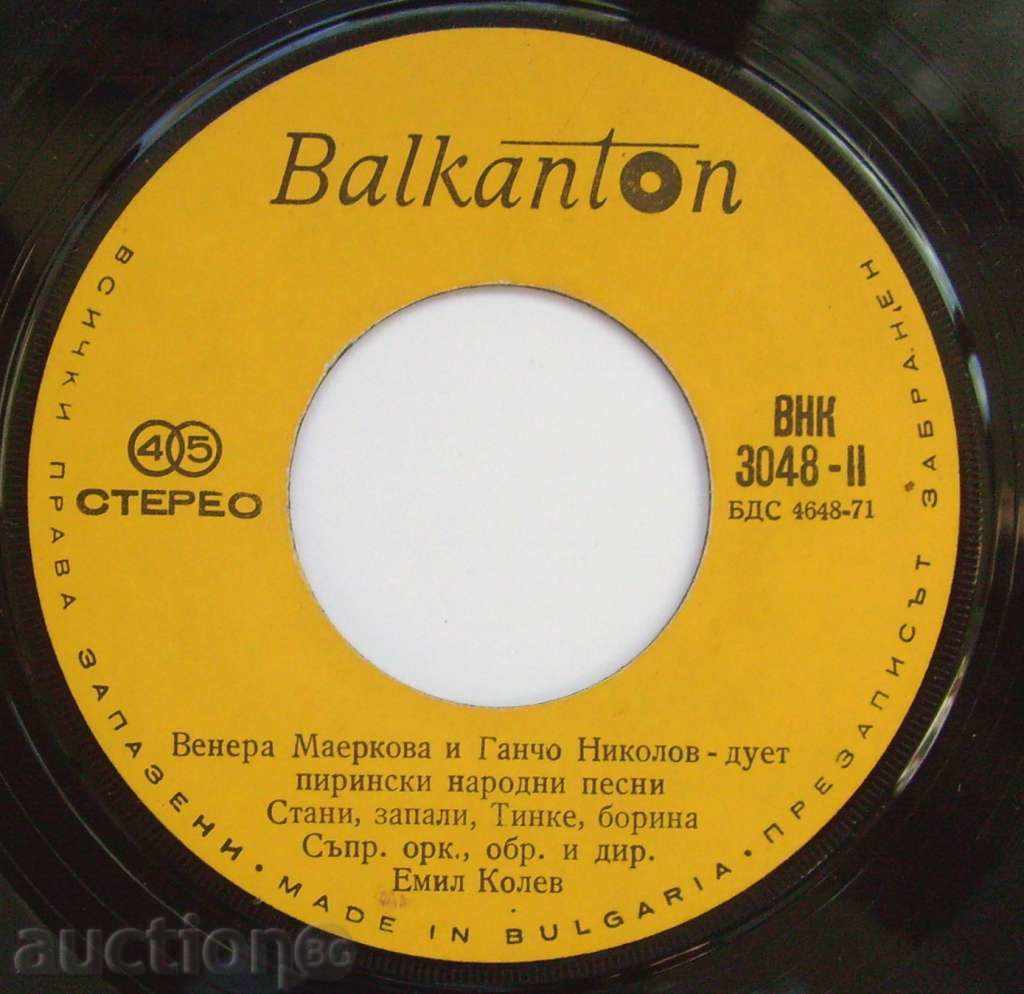 Balkanton
45
СТЕРЕО
ВНК
3048-II
БДС 4648-71
Венера Маеркова и Ганчо Николов - дует
пирински народни песни
Стани, запали, Тинке, борина
Съпр. орк., обр. и дир.
Емил Колев
ВСИЧКИ ПРАВА ЗАПАЗЕНИ • MADE IN BULGARIA • ПРЕЗАПИСЪТ ЗАБРАНЕН
auction BG